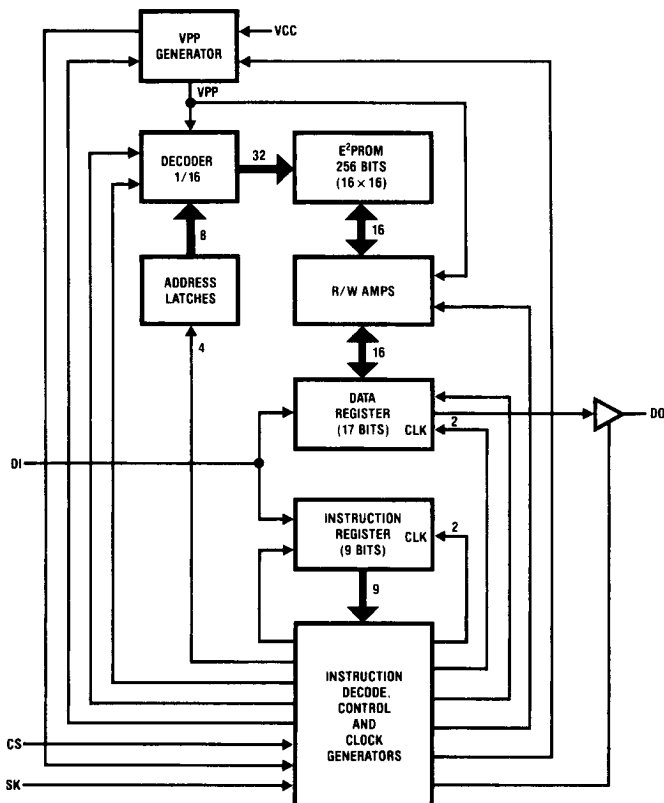 VPP
GENERATOR
VCC
VPP
DECODER
1/16
32
E²PROM
256 BITS
(16 × 16)
8
16
ADDRESS
LATCHES
R/W AMPS
4
16
DATA
REGISTER
(17 BITS)
CLK
2
DO
DI
INSTRUCTION
REGISTER
(9 BITS)
CLK
2
9
INSTRUCTION
DECODE,
CONTROL
AND
CLOCK
GENERATORS
CS
SK